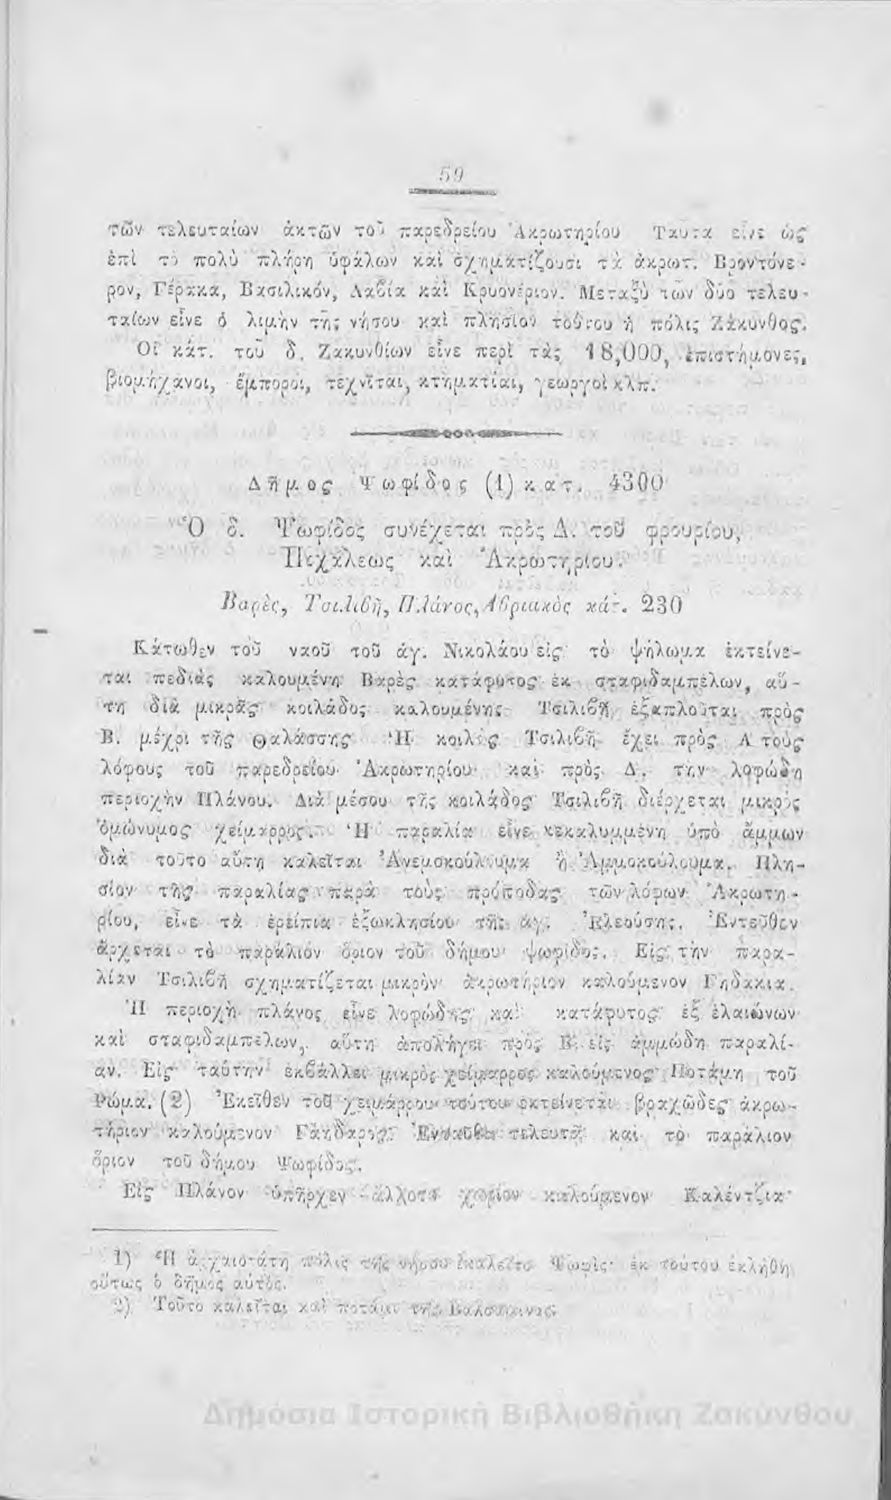 59
τῶν τελευταίων ἀκτῶν τοῦ παρεδρείου Ἀκρωτηρίου Ταῦτα εἶνε ὡς
ἐπὶ τὸ πολὺ πλήρη ὑφάλων καὶ σχηματίζουσι τὰ ἀκρωτ. Βροντόνε-
ρον, Γέρακα, Βασιλικόν, Δαβία καὶ Κρυονέριον. Μεταξὺ τῶν δύο τελευ-
ταίων εἶνε ὁ λιμὴν τῆς νήσου καὶ πλησίον τούτου ἡ πόλις Ζάκυνθος.
Οἱ κάτ. τοῦ δ. Ζακυνθίων εἶνε περὶ τὰς 18,000, ἐπιστήμονες,
βιομήχανοι, ἔμποροι, τεχνῖται, κτηματίαι, γεωργοὶ κλπ.
Δῆμος Ψωφίδος (1) κατ. 4300
Ὁ δ. Ψωφίδος συνέχεται πρὸς Δ. τοῦ φρουρίου,
Πιχάλεως καὶ Ἀκρωτηρίου.
Βαρὲς, Τσιλιβῆ, Πλάνος, Ἀβριακὸς κάτ. 230
Κάτωθεν τοῦ ναοῦ τοῦ ἁγ. Νικολάου εἰς τὸ ψήλωμα ἐκτείνε-
ται πεδιὰς καλουμένη Βαρὲς κατάφυτος ἐκ σταφιδαμπέλων, αὕ-
τη διὰ μικρᾶς κοιλάδος καλουμένης Τσιλιβῆ, ἐξαπλοῦται πρὸς
Β. μέχρι τῆς θαλάσσης Ἡ κοιλὰς Τσιλιβῆ ἔχει πρὸς Α τοὺς
λόφους τοῦ παρεδρείου Ἀκρωτηρίου καὶ πρὸς Δ. τὴν λοφώδη
περιοχὴν Πλάνου. Διὰ μέσου τῆς κοιλάδος Τσιλιβῆ διέρχεται μικρὸς
ὁμώνυμος χείμαρρος. Ἡ παραλία εἶνε κεκαλυμμένη ὑπὸ ἄμμων
διὰ τοῦτο αὕτη καλεῖται Ἀνεμοκούλουμα ἢ Ἀμμοκούλουμα. Πλη-
σίον τῆς παραλίας παρὰ τοὺς πρόποδας τῶν λόφων Ἀκρωτη-
ρίου, εἶνε τὰ ἐρείπια ἐξωκλησίου τῆς ἁγ. Ἐλεούσης. Ἐντεῦθεν
ἄρχεται τὸ παράλιον ὅριον τοῦ δήμου ψωφίδος. Εἰς τὴν παρα-
λίαν Τσιλιβῆ σχηματίζεται μικρὸν ἀκρωτήριον καλούμενον Γηδακια.
Ἡ περιοχὴ πλάνος εἶνε λοφώδης καὶ κατάφυτος ἐξ ἐλαιώνων
καὶ σταφιδαμπέλων, αὕτη ἀπολήγει πρὸς Β. εἰς ἀμμώδη παραλί-
αν. Εἰς ταύτην ἐκβάλλει μικρὸς χείμαρρος καλούμενος Ποτάμη τοῦ
Ῥώμα. (2) Ἐκεῖθεν τοῦ χειμάρρου τούτου ἐκτείνεται βραχῶδες ἀκρω-
τήριον καλούμενον Γάηδαρος. Ἐνταῦθα τελευτᾷ καὶ τὸ παράλιον
ὅριον τοῦ δήμου Ψωφίδος.
Εἰς Πλάνον ὑπῆρχεν ἄλλοτε χωρίον καλούμενον Καλέντζια
1) Ἡ ἀρχαιοτάτη πόλις τῆς νήσου ἐκαλεῖτο Ψωφὶς ἐκ τούτου ἐκλήθη
οὕτως ὁ δῆμος αὐτός.
2) Τοῦτο καλεῖται καὶ ποτάμι τῆς
Δημόσια Ιστορική Βιβλιοθήκη Ζακύνθου